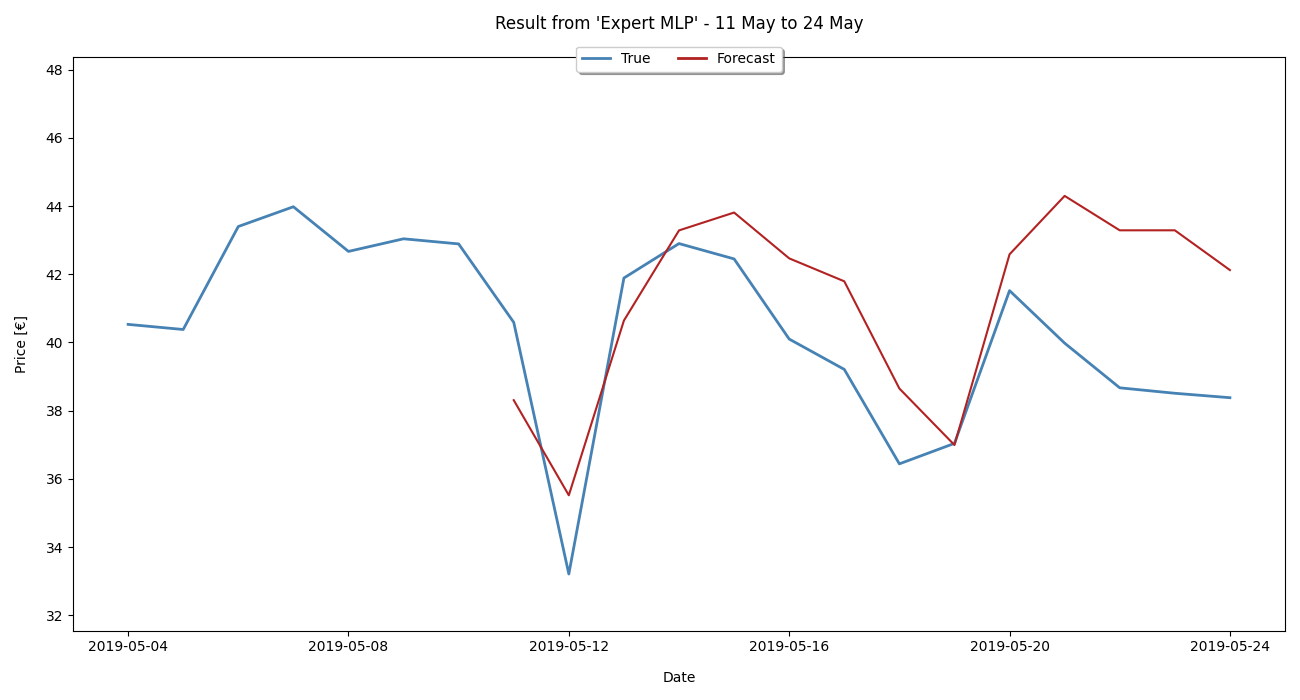 Result from 'Expert MLP' - 11 May to 24 May
True Forecast
48
46
44
42
40
38
36
34
32
Price [€]
2019-05-04 2019-05-08 2019-05-12 2019-05-16 2019-05-20 2019-05-24
Date